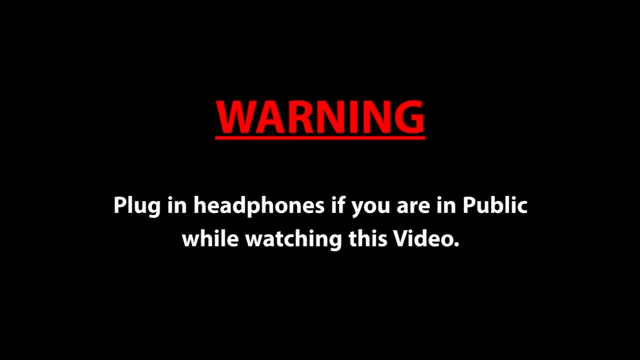 WARNING
Plug in headphones if you are in Public
while watching this Video.